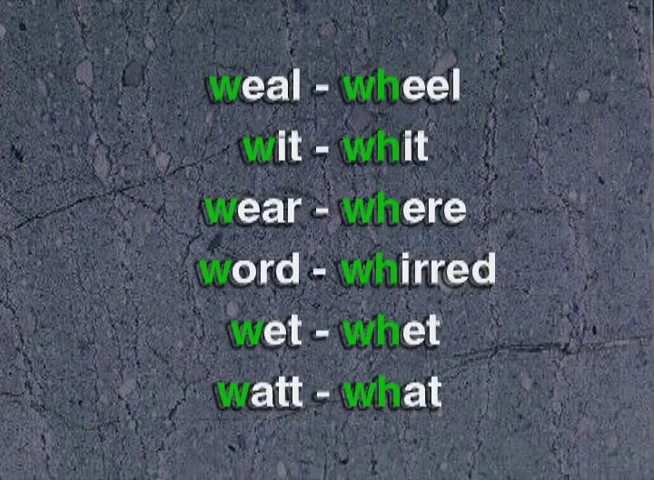 weal - wheel
wit - whit
wear - where
word - whirred
wet - whet
watt - what